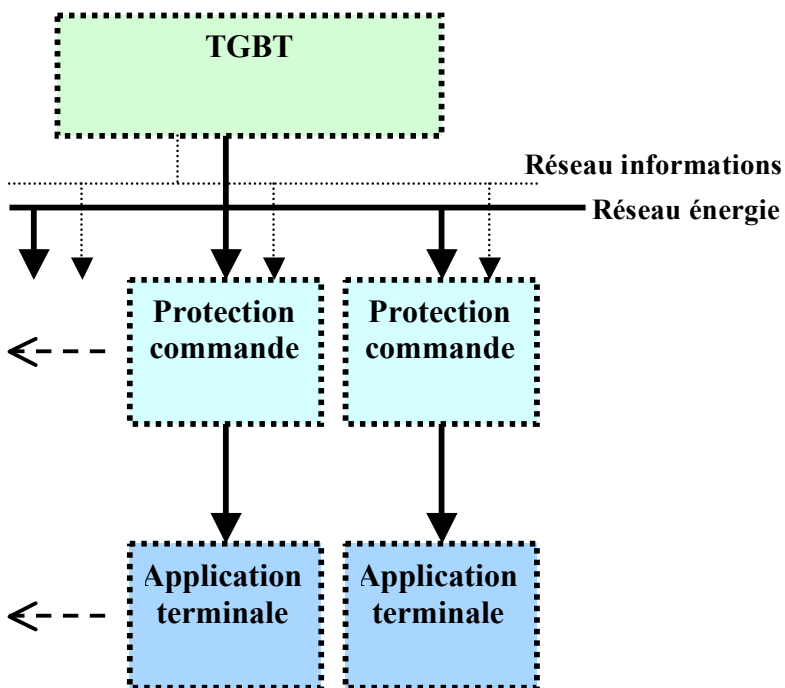 TGBT
Réseau informations
Réseau énergie
Protection
commande
Protection
commande
Application
terminale
Application
terminale